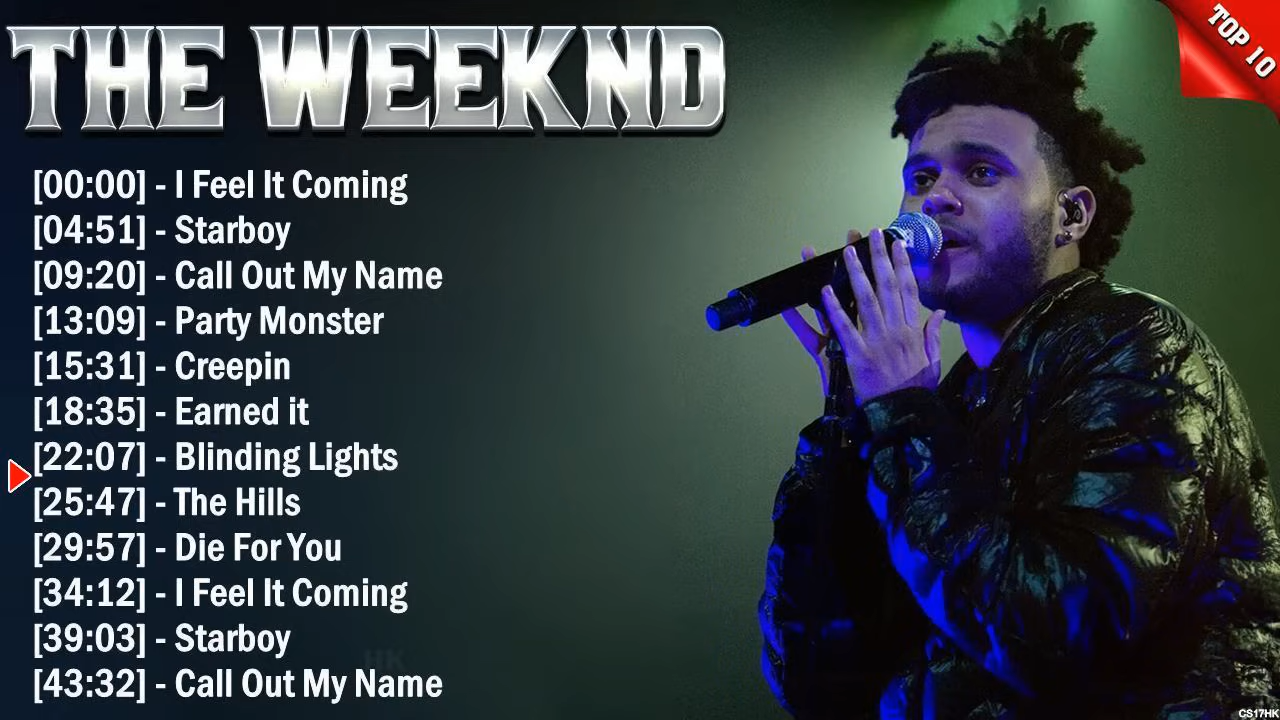 THE WEEKND
TOP 10
[00:00] - I Feel It Coming
[04:51] - Starboy
[09:20] - Call Out My Name
[13:09] - Party Monster
[15:31] - Creepin
[18:35] - Earned it
[22:07] - Blinding Lights
[25:47] - The Hills
[29:57] - Die For You
[34:12] - I Feel It Coming
[39:03] - Starboy
[43:32] - Call Out My Name
HK
CS17HK